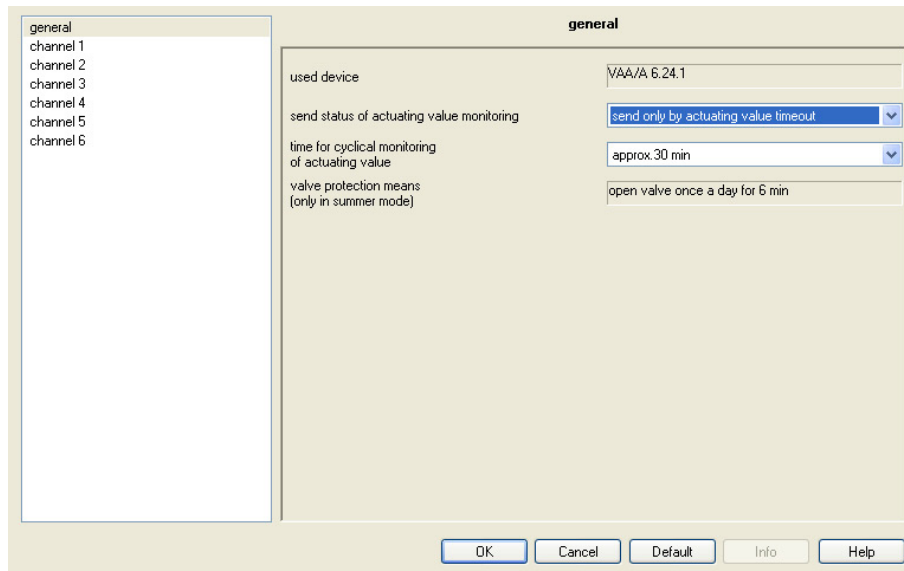 general
channel 1
channel 2
channel 3
channel 4
channel 5
channel 6
general
used device
VAA/A 6.24.1
send status of actuating value monitoring
send only by actuating value timeout
time for cyclical monitoring
of actuating value
approx.30 min
valve protection means
(only in summer mode)
open valve once a day for 6 min
OK
Cancel
Default
Info
Help